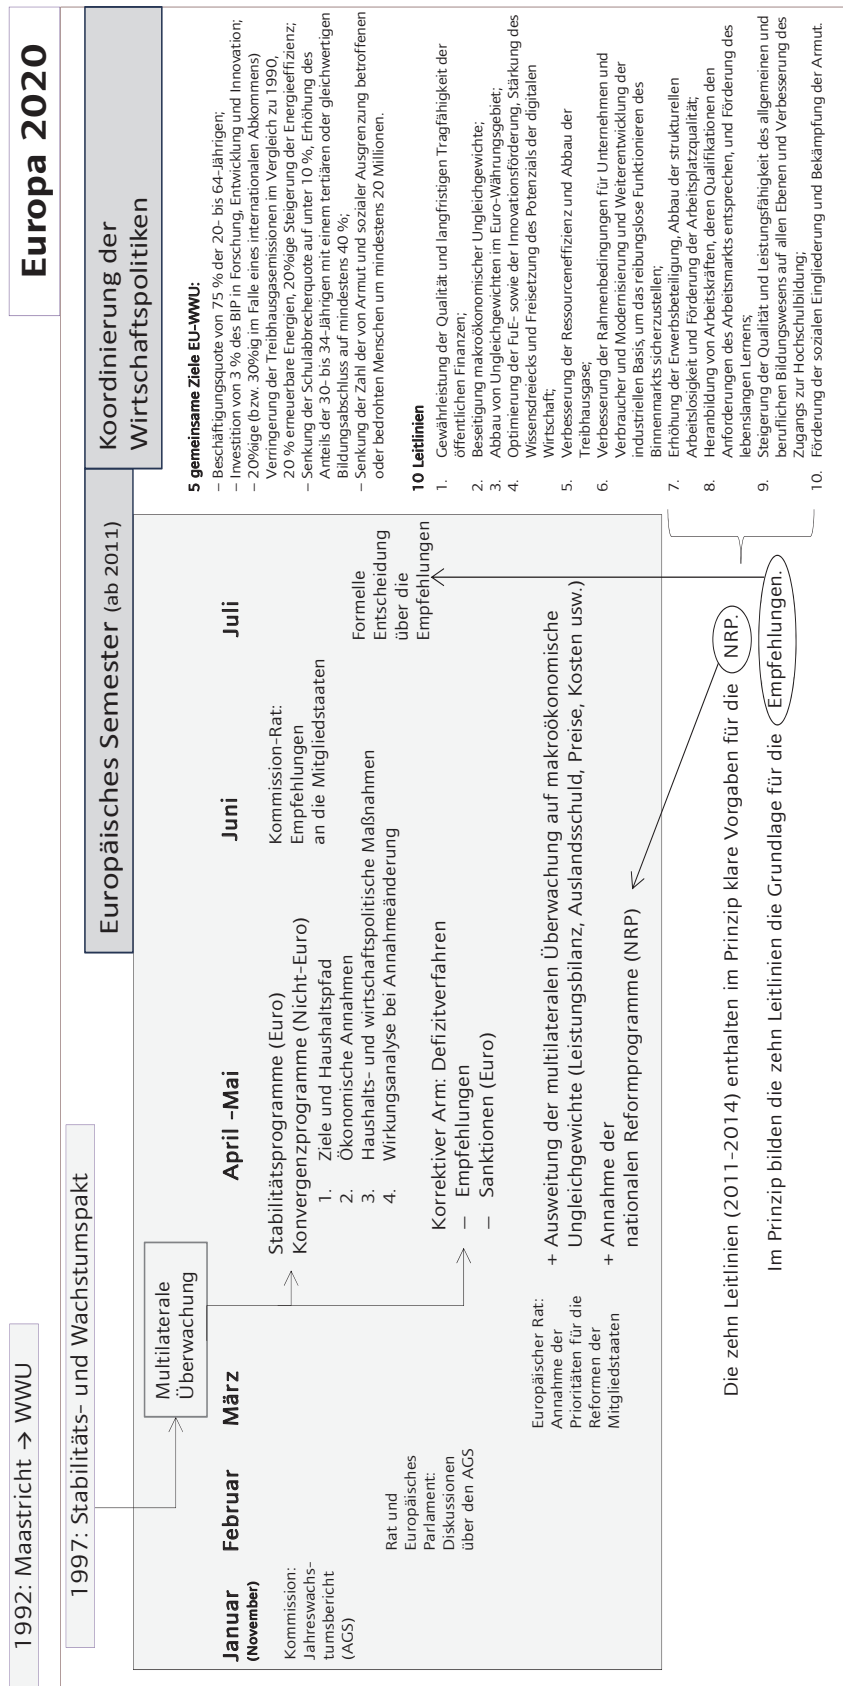 1992: Maastricht → WWU
Europa 2020
1997: Stabilitäts- und Wachstumspakt
Europäisches Semester (ab 2011)
Koordinierung der
Wirtschaftspolitiken
Multilaterale
Überwachung
Januar
(November)
Februar
März
April –Mai
Juni
Juli
Kommission:
Jahreswachs-
tumsbericht
(AGS)
Rat und
Europäisches
Parlament:
Diskussionen
über den AGS
Europäischer Rat:
Annahme der
Prioritäten für die
Reformen der
Mitgliedstaaten
Stabilitätsprogramme (Euro)
Konvergenzprogramme (Nicht-Euro)
1. Ziele und Haushaltspfad
2. Ökonomische Annahmen
3. Haushalts- und wirtschaftspolitische Maßnahmen
4. Wirkungsanalyse bei Annahmeänderung
Korrektiver Arm: Defizitverfahren
– Empfehlungen
– Sanktionen (Euro)
+ Ausweitung der multilateralen Überwachung auf makroökonomische
Ungleichgewichte (Leistungsbilanz, Auslandsschuld, Preise, Kosten usw.)
+ Annahme der
nationalen Reformprogramme (NRP)
Kommission-Rat:
Empfehlungen
an die Mitgliedstaaten
Formelle
Entscheidung
über die
Empfehlungen
5 gemeinsame Ziele EU-WWU:
– Beschäftigungsquote von 75 % der 20- bis 64-Jährigen;
– Investition von 3 % des BIP in Forschung, Entwicklung und Innovation;
– 20%ige (bzw. 30%ig im Falle eines internationalen Abkommens)
Verringerung der Treibhausgasemissionen im Vergleich zu 1990,
20 % erneuerbare Energien, 20%ige Steigerung der Energieeffizienz;
– Senkung der Schulabbrecherquote auf unter 10 %, Erhöhung des
Anteils der 30- bis 34-Jährigen mit einem tertiären oder gleichwertigen
Bildungsabschluss auf mindestens 40 %;
– Senkung der Zahl der von Armut und sozialer Ausgrenzung betroffenen
oder bedrohten Menschen um mindestens 20 Millionen.
10 Leitlinien
1. Gewährleistung der Qualität und langfristigen Tragfähigkeit der
öffentlichen Finanzen;
2. Beseitigung makroökonomischer Ungleichgewichte;
3. Abbau von Ungleichgewichten im Euro-Währungsgebiet;
4. Optimierung der FuE- sowie der Innovationsförderung, Stärkung des
Wissensdreiecks und Freisetzung des Potenzials der digitalen
Wirtschaft;
5. Verbesserung der Ressourceneffizienz und Abbau der
Treibhausgase;
6. Verbesserung der Rahmenbedingungen für Unternehmen und
Verbraucher und Modernisierung und Weiterentwicklung der
industriellen Basis, um das reibungslose Funktionieren des
Binnenmarkts sicherzustellen;
7. Erhöhung der Erwerbsbeteiligung, Abbau der strukturellen
Arbeitslosigkeit und Förderung der Arbeitsplatzqualität;
8. Heranbildung von Arbeitskräften, deren Qualifikationen den
Anforderungen des Arbeitsmarkts entsprechen, und Förderung des
lebenslangen Lernens;
9. Steigerung der Qualität und Leistungsfähigkeit des allgemeinen und
beruflichen Bildungswesens auf allen Ebenen und Verbesserung des
Zugangs zur Hochschulbildung;
10. Förderung der sozialen Eingliederung und Bekämpfung der Armut.
Die zehn Leitlinien (2011–2014) enthalten im Prinzip klare Vorgaben für die NRP.
Im Prinzip bilden die zehn Leitlinien die Grundlage für die Empfehlungen.